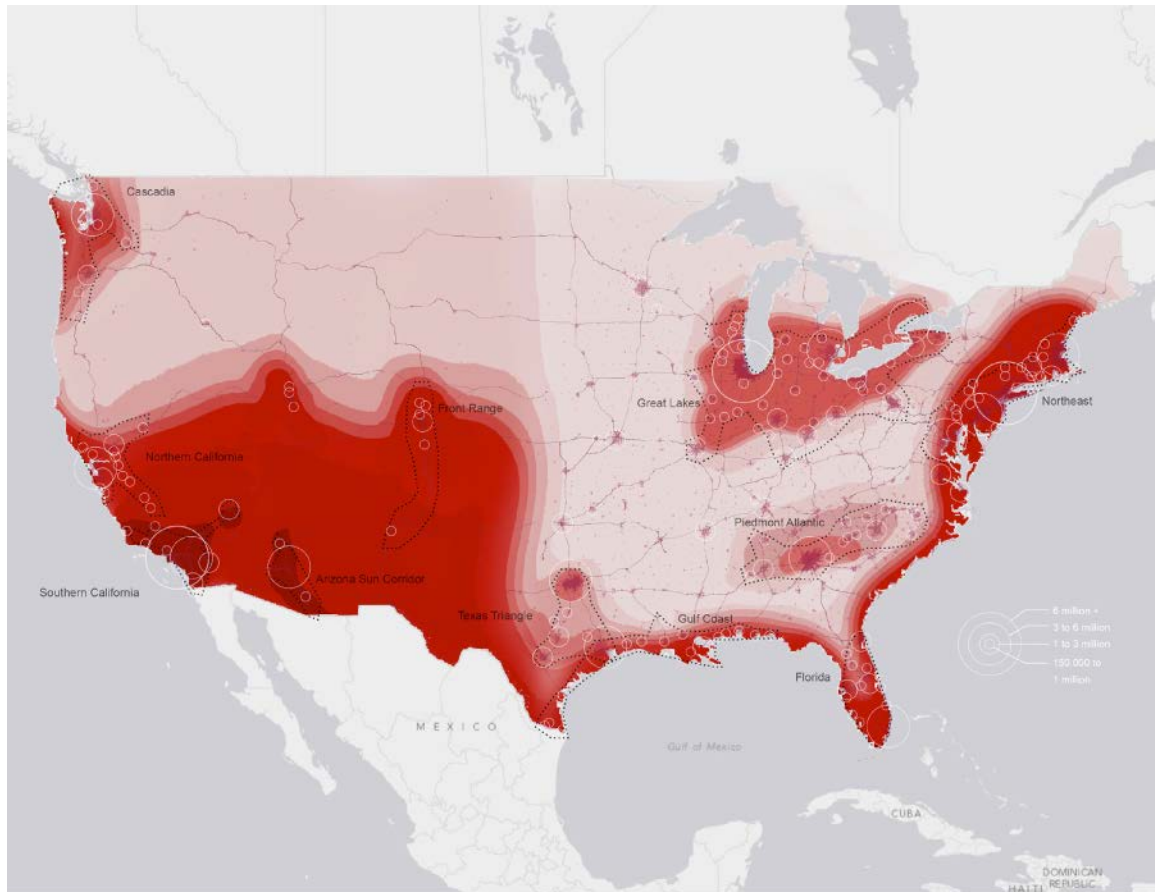 Cascadia
Front Range
Great Lakes
Northeast
Northern California
Piedmont Atlantic
Arizona Sun Corridor
Southern California
Texas Triangle
Gulf Coast
6 million +
3 to 6 million
1 to 3 million
150,000 to
1 million
Florida
MEXICO
Gulf of Mexico
CUBA
DOMINICAN
REPUBLIC
HAITI